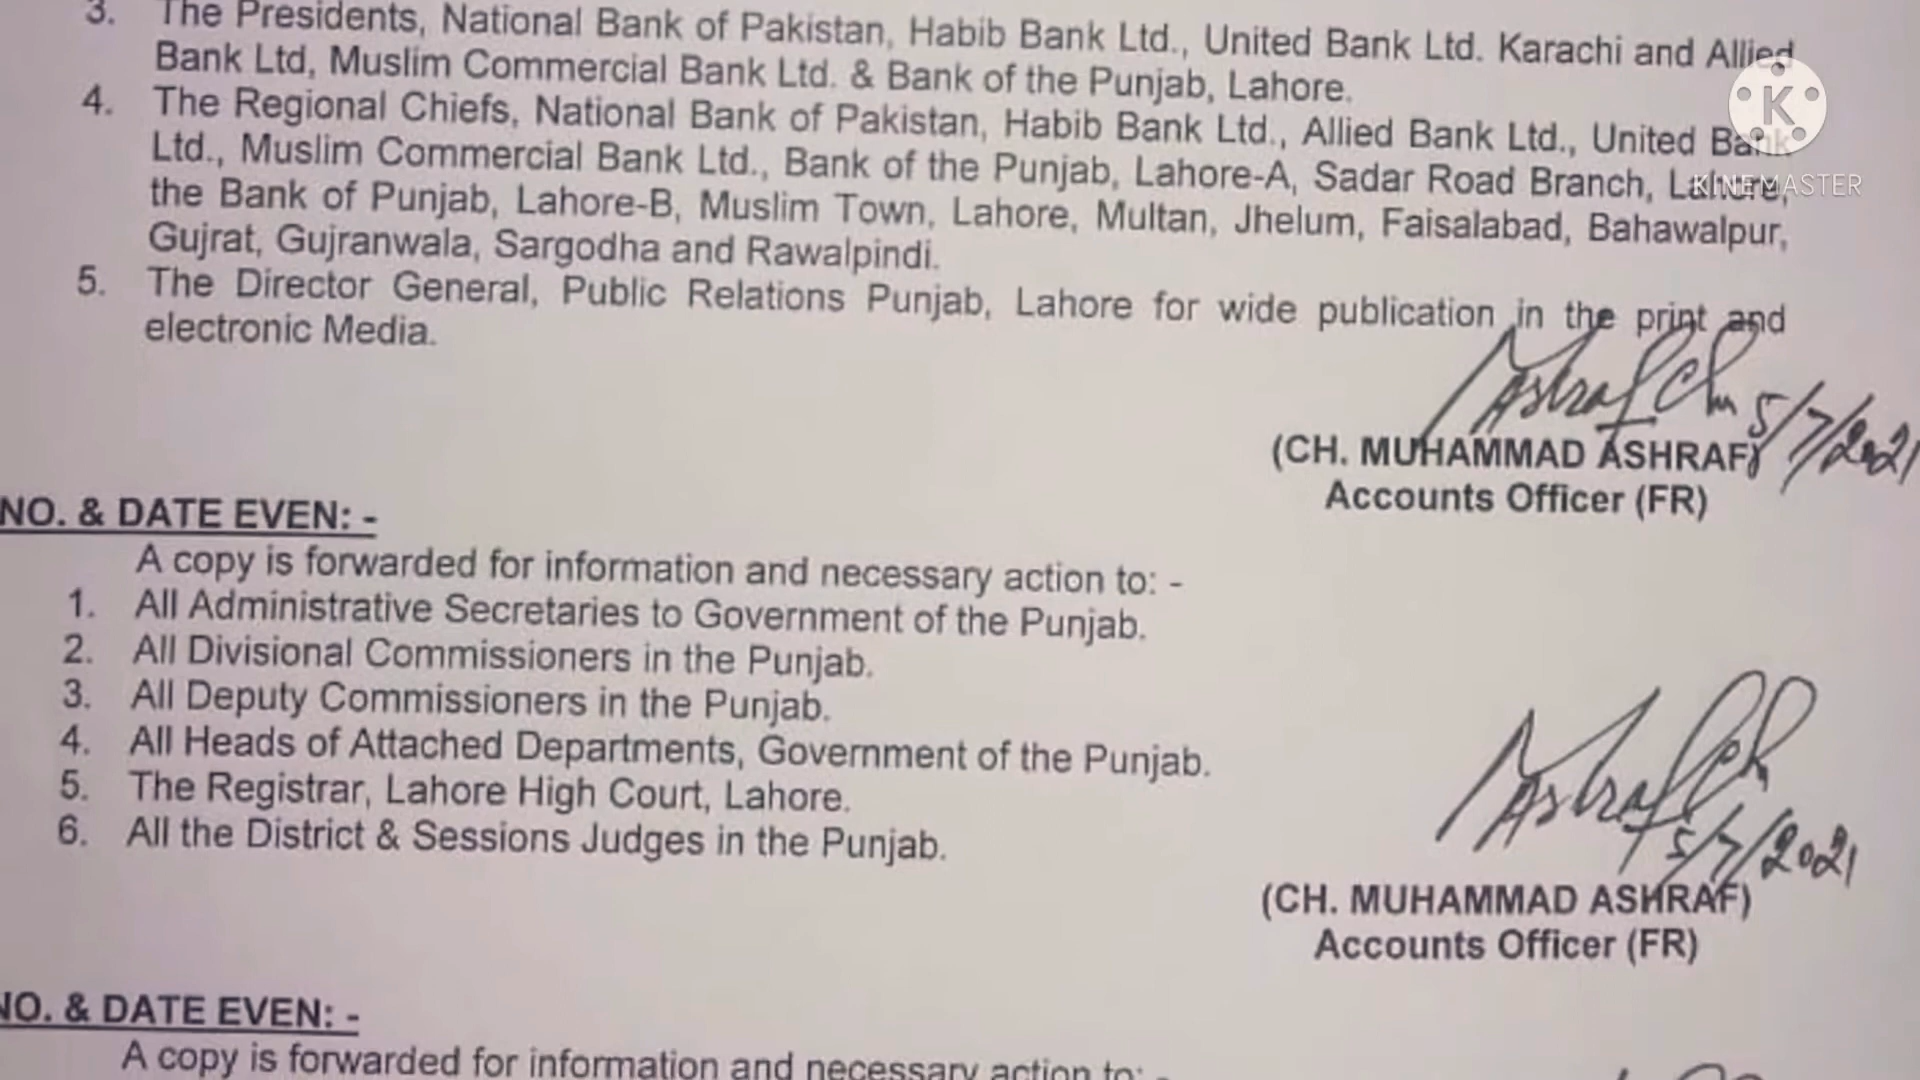 3. The Presidents, National Bank of Pakistan, Habib Bank Ltd., United Bank Ltd. Karachi and Allied
Bank Ltd, Muslim Commercial Bank Ltd. & Bank of the Punjab, Lahore.
4. The Regional Chiefs, National Bank of Pakistan, Habib Bank Ltd., Allied Bank Ltd., United Bank
Ltd., Muslim Commercial Bank Ltd., Bank of the Punjab, Lahore-A, Sadar Road Branch, Lahore,
the Bank of Punjab, Lahore-B, Muslim Town, Lahore, Multan, Jhelum, Faisalabad, Bahawalpur,
Gujrat, Gujranwala, Sargodha and Rawalpindi.
5. The Director General, Public Relations Punjab, Lahore for wide publication in the print and
electronic Media.
K
KINEMASTER
MAshraf Ch 5/7/2021
(CH. MUHAMMAD ASHRAF)
Accounts Officer (FR)
NO. & DATE EVEN: -
A copy is forwarded for information and necessary action to: -
1. All Administrative Secretaries to Government of the Punjab.
2. All Divisional Commissioners in the Punjab.
3. All Deputy Commissioners in the Punjab.
4. All Heads of Attached Departments, Government of the Punjab.
5. The Registrar, Lahore High Court, Lahore.
6. All the District & Sessions Judges in the Punjab.
MAshraf Ch
5/7/2021
(CH. MUHAMMAD ASHRAF)
Accounts Officer (FR)
NO. & DATE EVEN: -
A copy is forwarded for information and necessary action to: -